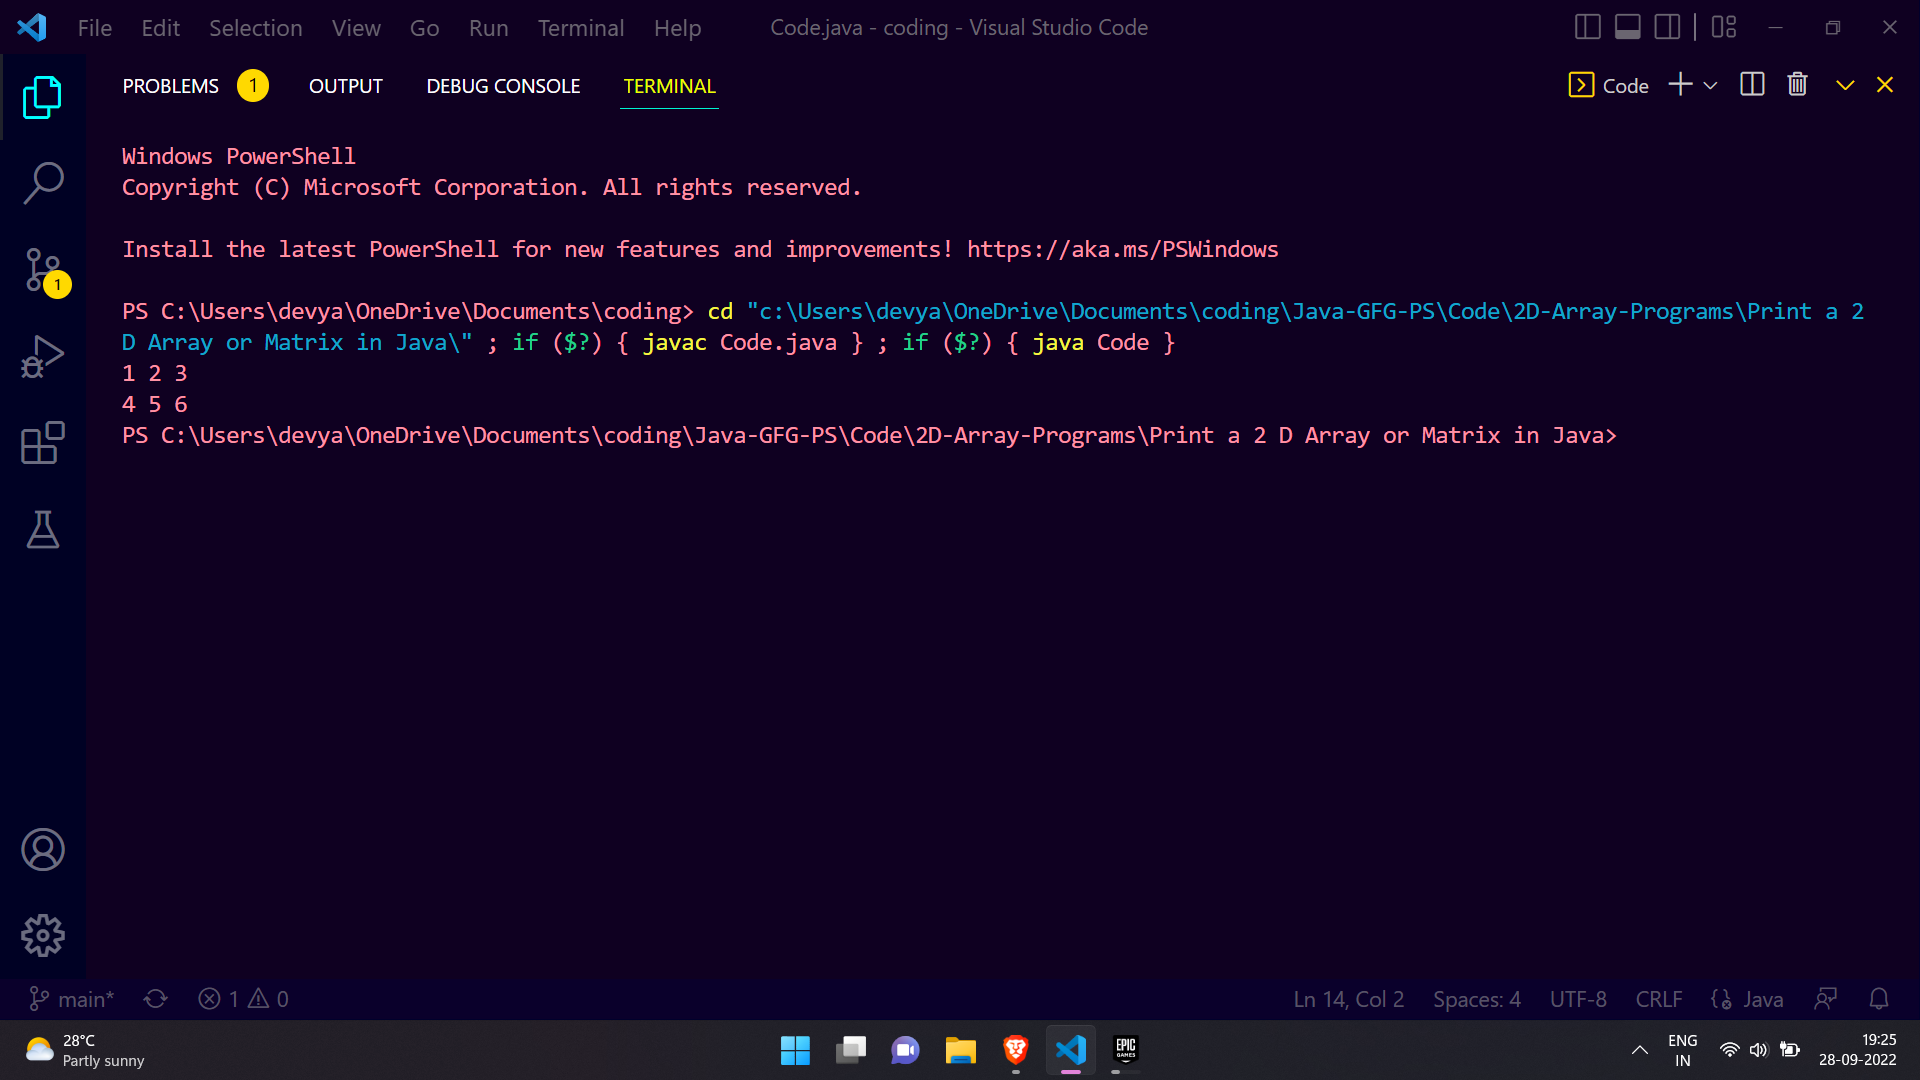 File Edit Selection View Go Run Terminal Help Code.java - coding - Visual Studio Code
PROBLEMS 1 OUTPUT DEBUG CONSOLE TERMINAL Code
Windows PowerShell
Copyright (C) Microsoft Corporation. All rights reserved.
Install the latest PowerShell for new features and improvements! https://aka.ms/PSWindows
PS C:\Users\devya\OneDrive\Documents\coding> cd "c:\Users\devya\OneDrive\Documents\coding\Java-GFG-PS\Code\2D-Array-Programs\Print a 2
D Array or Matrix in Java\" ; if ($?) { javac Code.java } ; if ($?) { java Code }
1 2 3
4 5 6
PS C:\Users\devya\OneDrive\Documents\coding\Java-GFG-PS\Code\2D-Array-Programs\Print a 2 D Array or Matrix in Java>
1
main* 1 0 Ln 14, Col 2 Spaces: 4 UTF-8 CRLF Java
28°C
Partly sunny
EPIC
GAMES
ENG
IN
19:25
28-09-2022